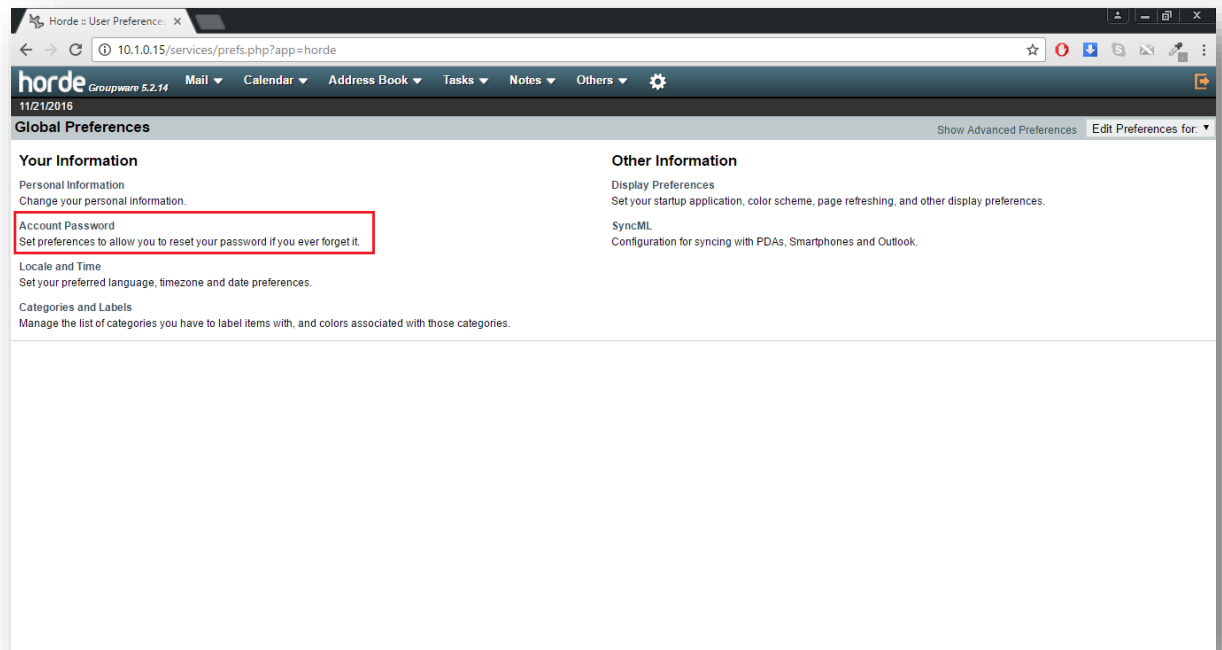 Horde :: User Preference
10.1.0.15/services/prefs.php?app=horde
horde Groupware 5.2.14 Mail Calendar Address Book Tasks Notes Others
11/21/2016
Global Preferences Show Advanced Preferences Edit Preferences for:
Your Information
Personal Information
Change your personal information.
Account Password
Set preferences to allow you to reset your password if you ever forget it.
Locale and Time
Set your preferred language, timezone and date preferences.
Categories and Labels
Manage the list of categories you have to label items with, and colors associated with those categories.
Other Information
Display Preferences
Set your startup application, color scheme, page refreshing, and other display preferences.
SyncML
Configuration for syncing with PDAs, Smartphones and Outlook.